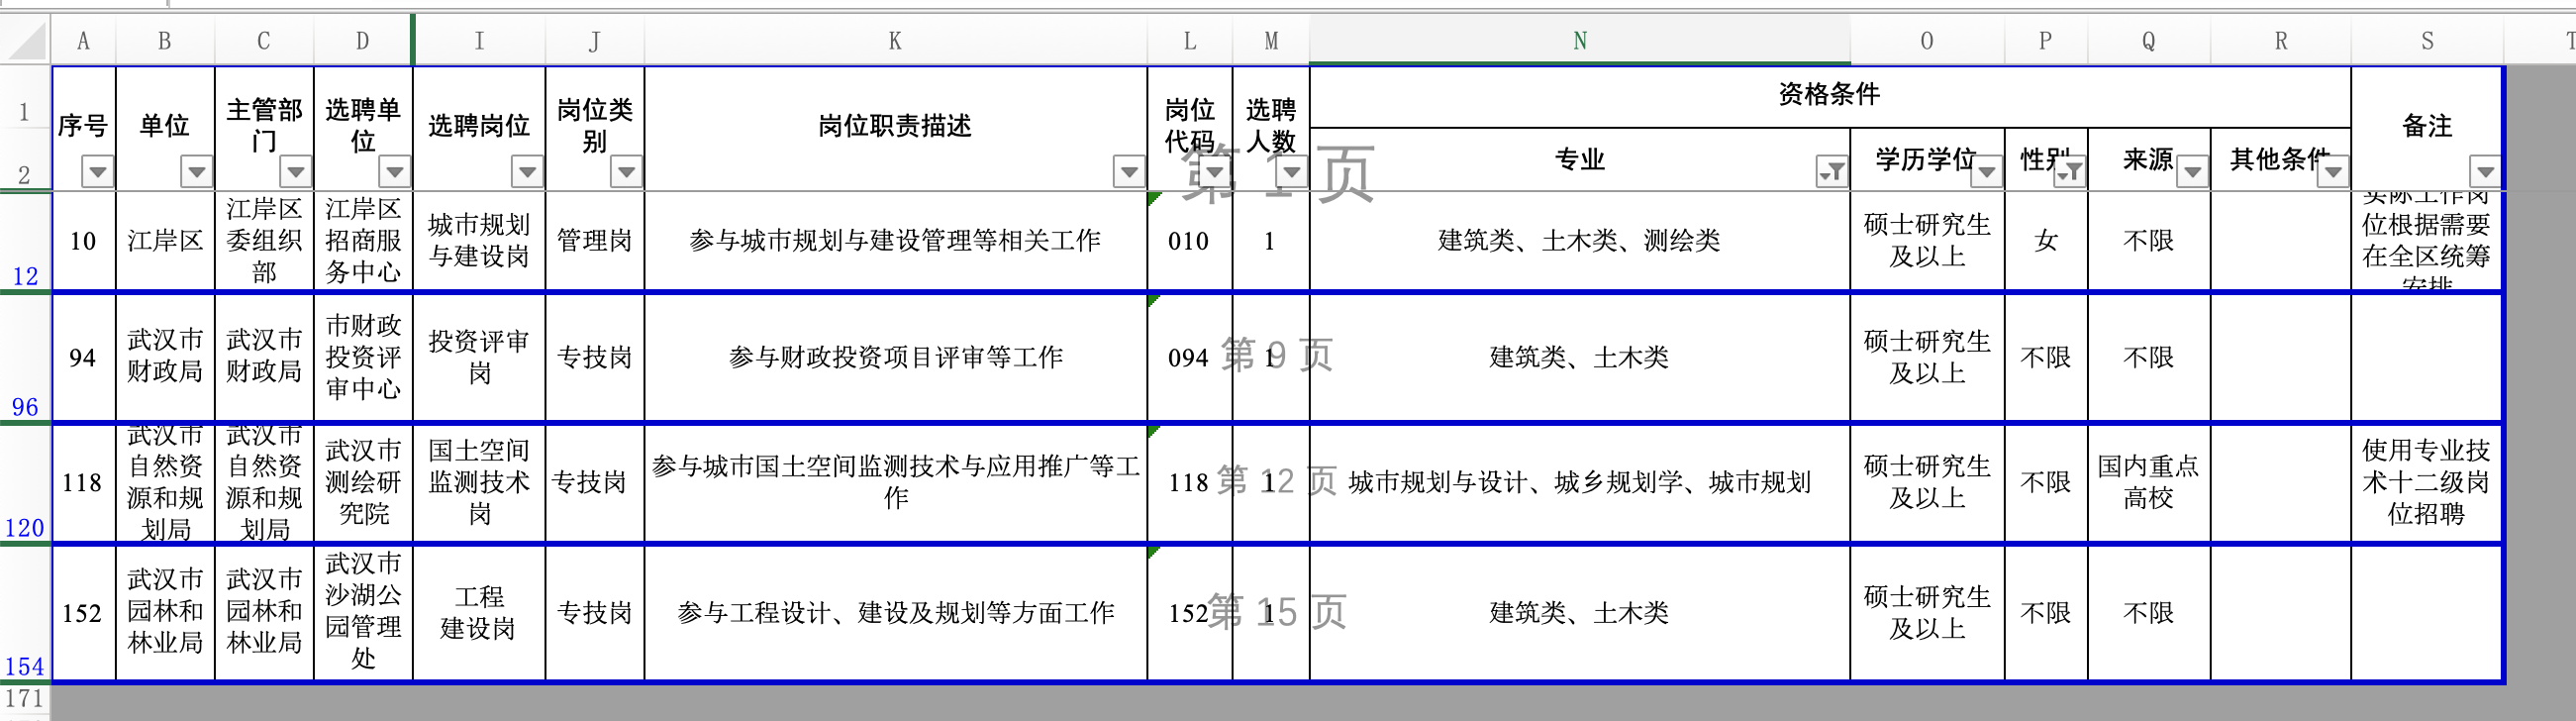 A B C D I J K L M N O P Q R S T
1
2
序号
单位
主管部
门
选聘单
位
选聘岗位
岗位类
别
岗位职责描述
岗位
代码
选聘
人数
资格条件
专业
学历学位
性别
来源
其他条件
备注
第 1 页
12
10
江岸区
江岸区
委组织
部
江岸区
招商服
务中心
城市规划
与建设岗
管理岗
参与城市规划与建设管理等相关工作
010
1
建筑类、土木类、测绘类
硕士研究生
及以上
女
不限
实际工作岗
位根据需要
在全区统筹
安排
96
94
武汉市
财政局
武汉市
财政局
市财政
投资评
审中心
投资评审
岗
专技岗
参与财政投资项目评审等工作
094
1
第 9 页
建筑类、土木类
硕士研究生
及以上
不限
不限
120
118
武汉市
自然资
源和规
划局
武汉市
自然资
源和规
划局
武汉市
测绘研
究院
国土空间
监测技术
岗
专技岗
参与城市国土空间监测技术与应用推广等工
作
118
1
第 12 页
城市规划与设计、城乡规划学、城市规划
硕士研究生
及以上
不限
国内重点
高校
使用专业技
术十二级岗
位招聘
154
152
武汉市
园林和
林业局
武汉市
园林和
林业局
武汉市
沙湖公
园管理
处
工程
建设岗
专技岗
参与工程设计、建设及规划等方面工作
152
1
第 15 页
建筑类、土木类
硕士研究生
及以上
不限
不限
171